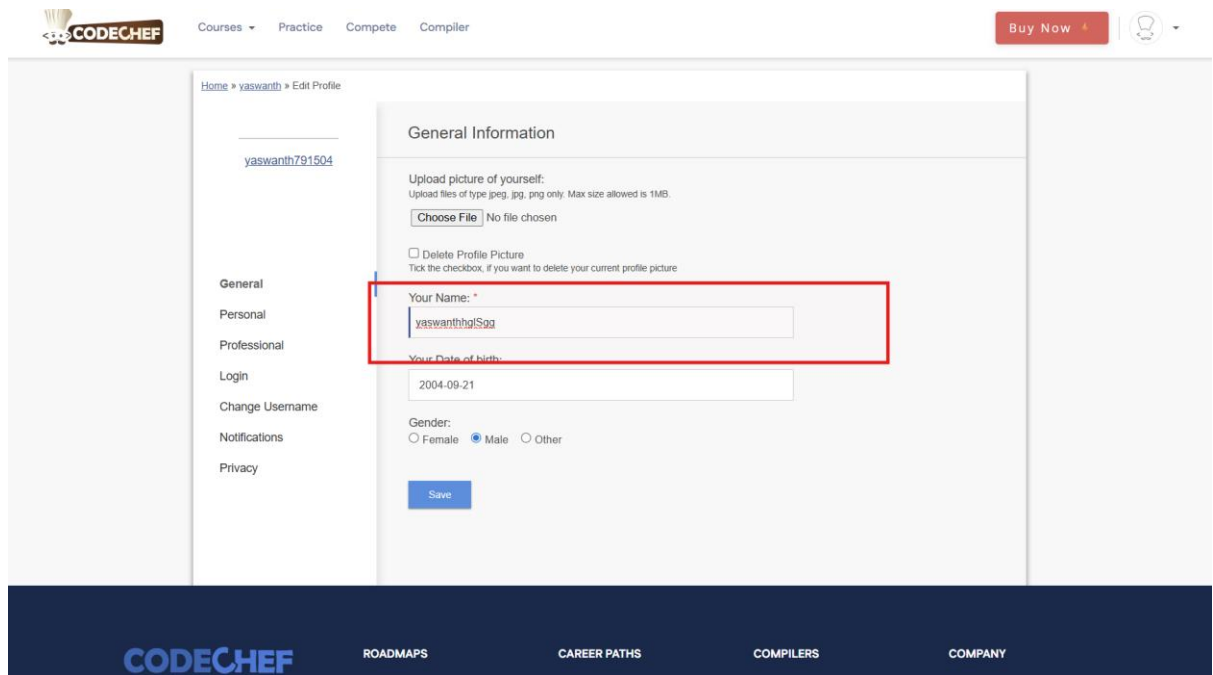 CODECHEF Courses Practice Compete Compiler Buy Now
Home » yaswanth » Edit Profile
yaswanth791504
General
Personal
Professional
Login
Change Username
Notifications
Privacy
General Information
Upload picture of yourself:
Upload files of type jpeg, jpg, png only. Max size allowed is 1MB.
Choose File No file chosen
Delete Profile Picture
Tick the checkbox, if you want to delete your current profile picture
Your Name: *
Your Date of birth:
2004-09-21
Gender:
Female Male Other
Save
CODECHEF ROADMAPS CAREER PATHS COMPILERS COMPANY